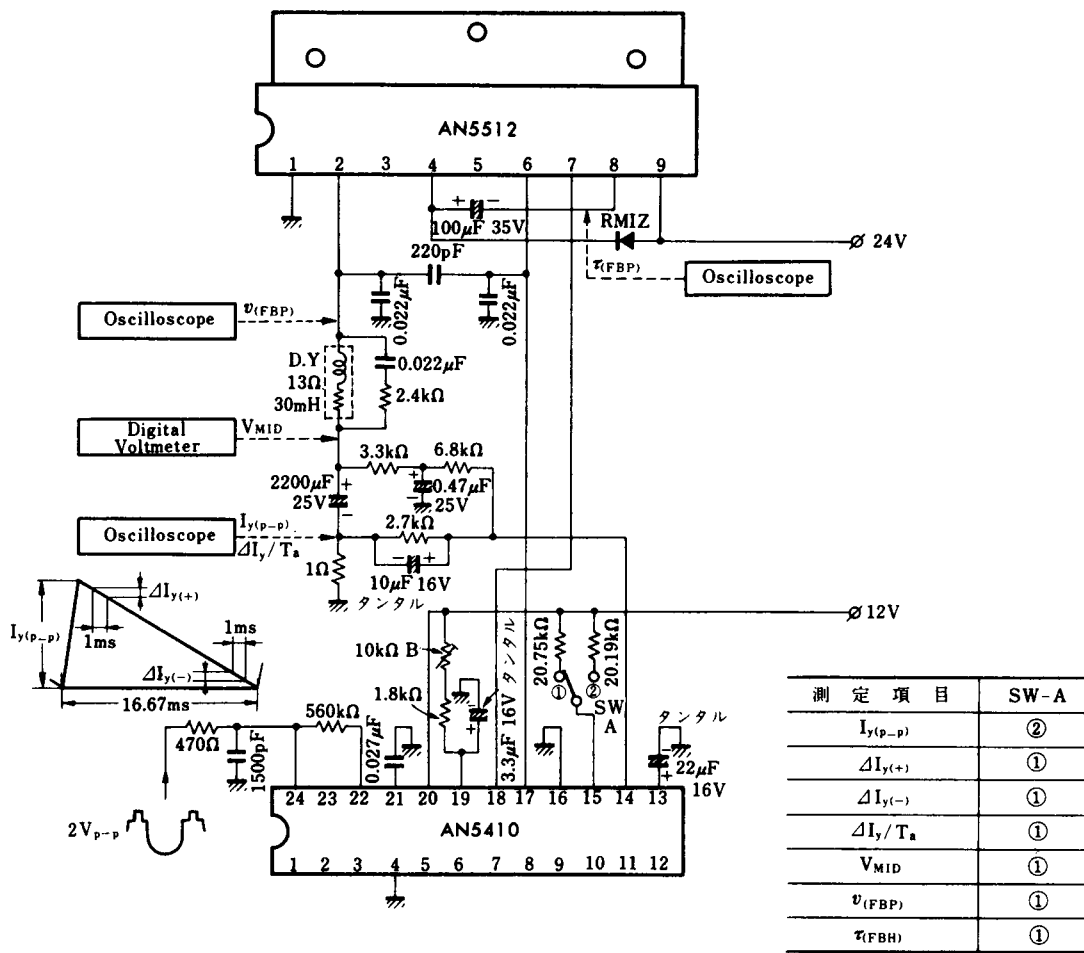 AN5512
1 2 3 4 5 6 7 8 9
+ −
100μF 35V
RMIZ
24V
220pF
τ(FBP)
Oscilloscope
0.022μF
0.022μF
Oscilloscope
υ(FBP)
D.Y
13Ω
30mH
0.022μF
2.4kΩ
Digital
Voltmeter
VMID
3.3kΩ
6.8kΩ
2200μF
25V
+
−
+
−
0.47μF
25V
Oscilloscope
Iy(p-p)
ΔIy/Ta
2.7kΩ
− +
10μF 16V
1Ω
タンタル
12V
Iy(p-p)
ΔIy(+)
1ms
1ms
ΔIy(-)
16.67ms
10kΩ B
1.8kΩ
−
+
3.3μF 16V タンタル
20.75kΩ
20.19kΩ
① ②
SW
A
タンタル
−
+
22μF
16V
470Ω
1500pF
560kΩ
0.027μF
2Vp-p
24 23 22 21 20 19 18 17 16 15 14 13
AN5410
1 2 3 4 5 6 7 8 9 10 11 12
測定項目 SW-A
Iy(p-p) ②
ΔIy(+) ①
ΔIy(-) ①
ΔIy/Ta ①
VMID ①
υ(FBP) ①
τ(FBH) ①